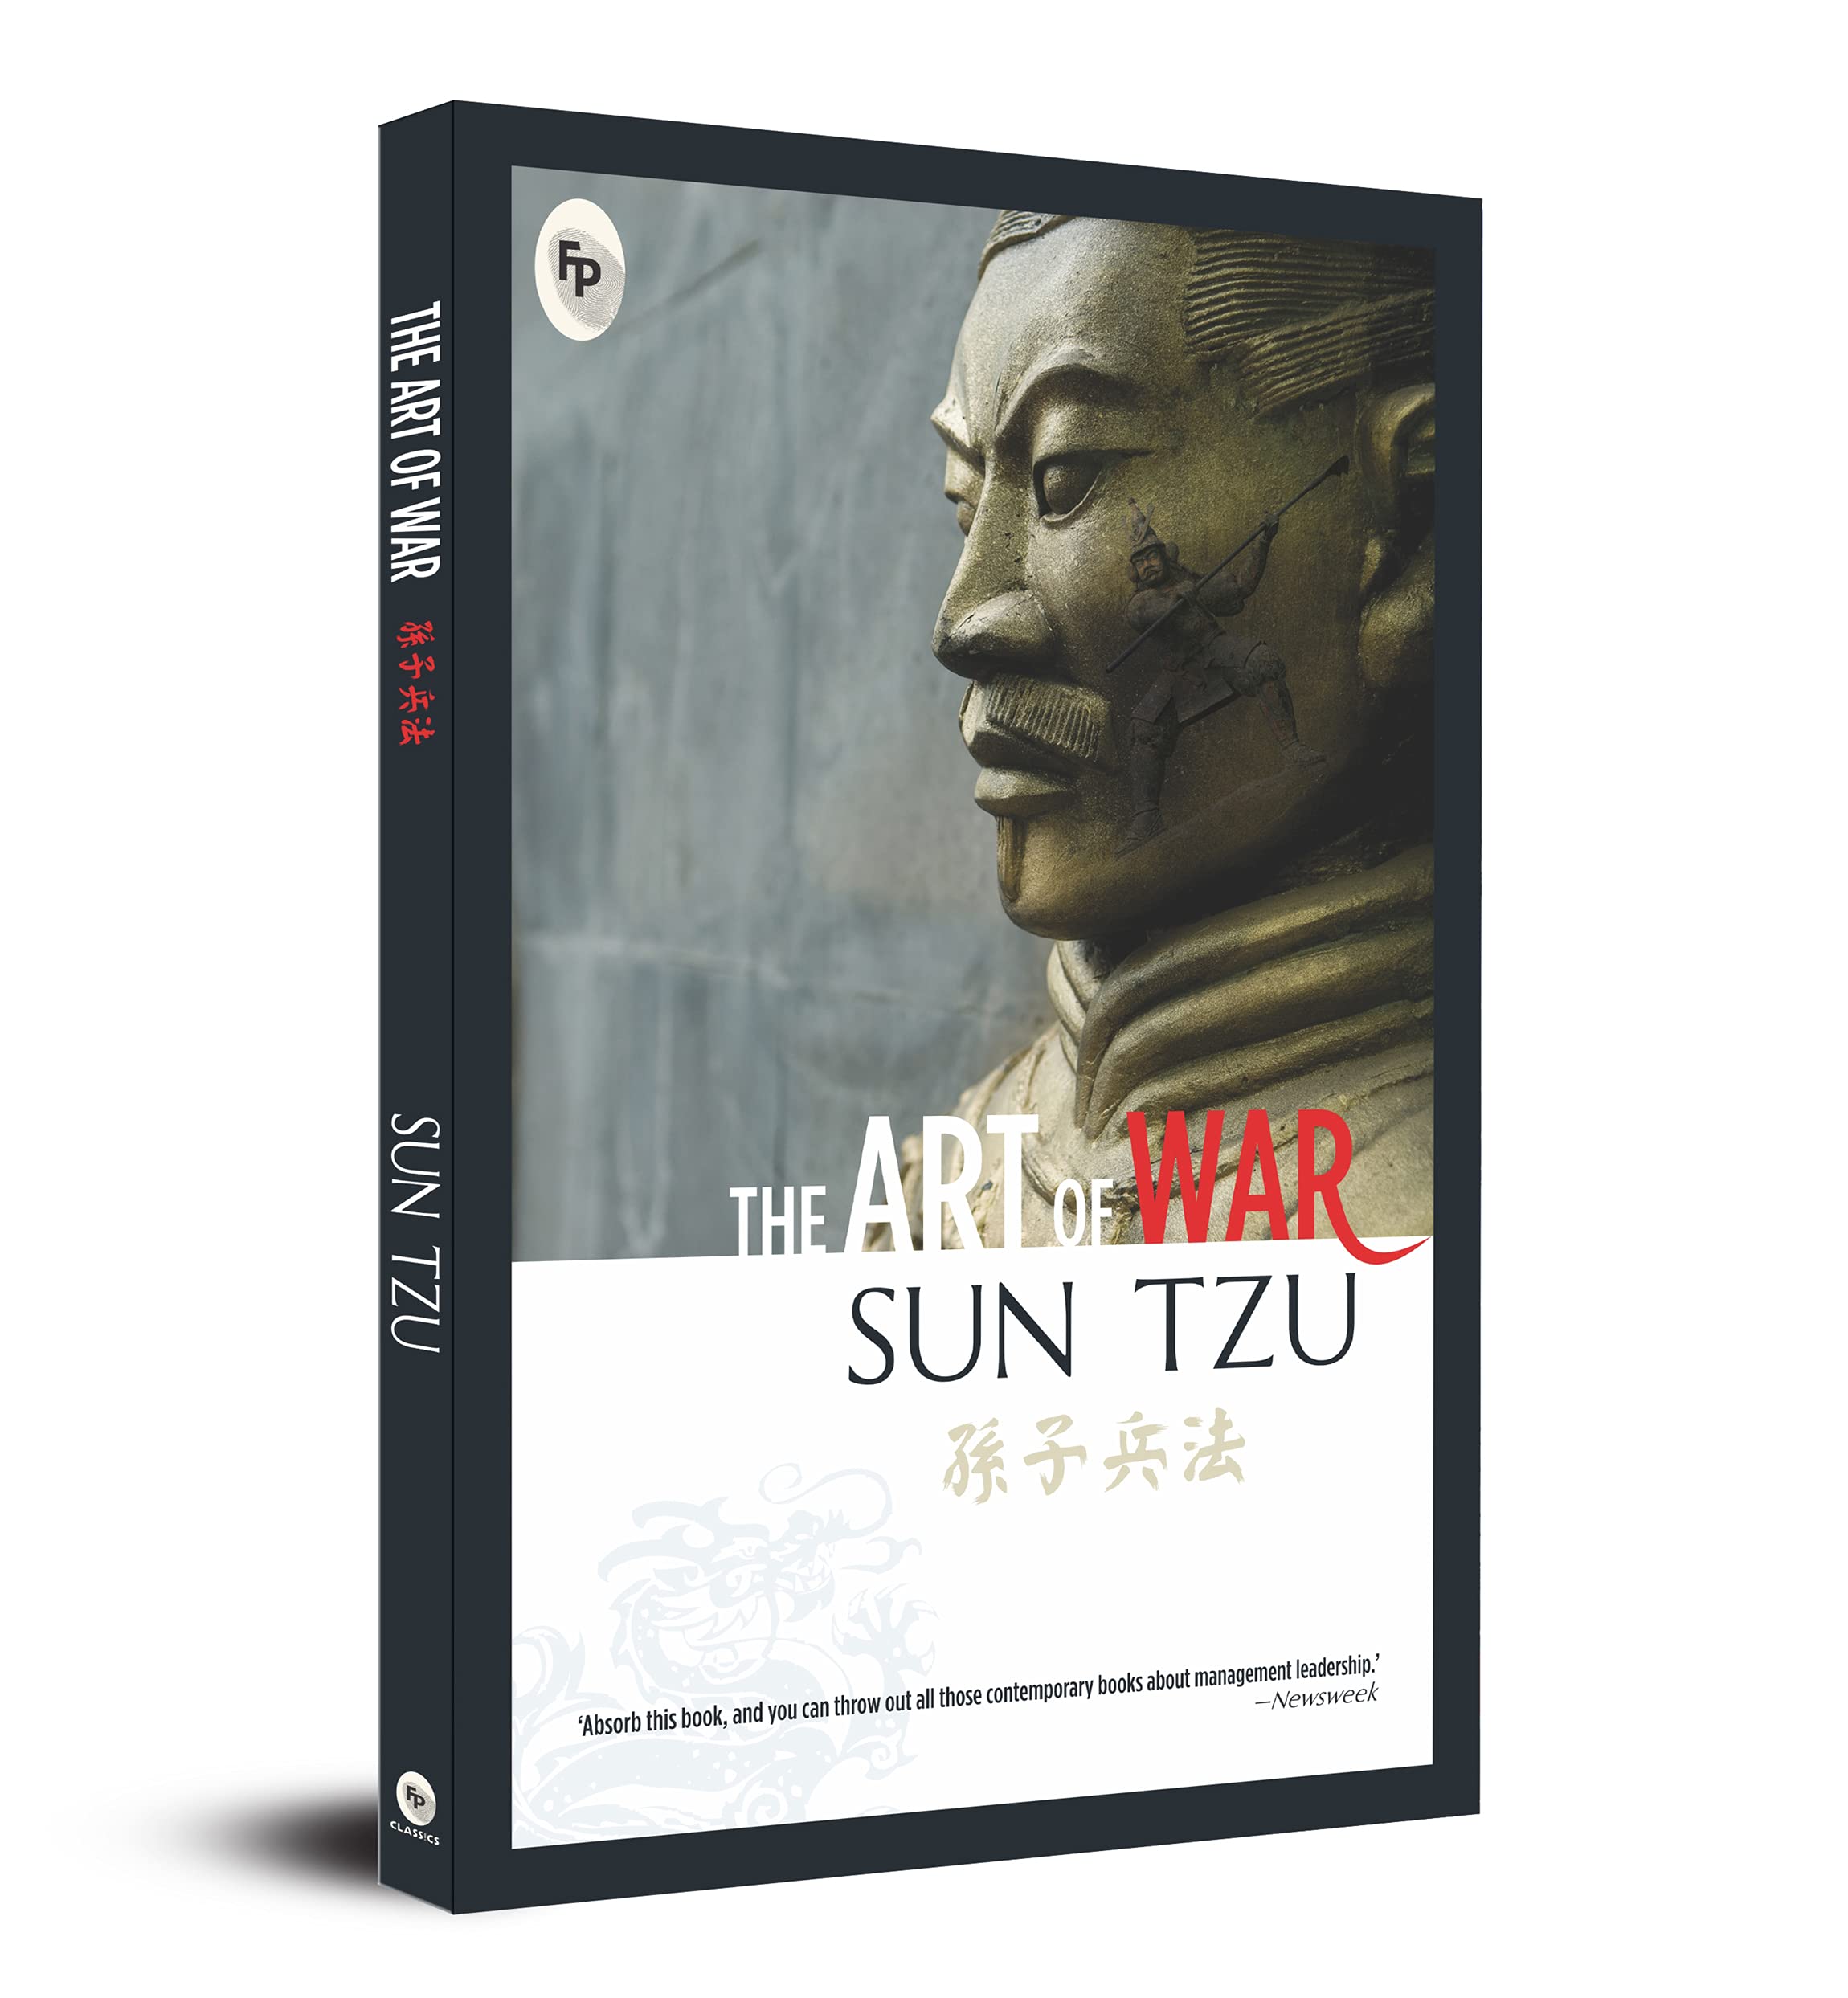 THE ART OF WAR
孫子兵法
SUN TZU
FP
CLASSICS
FP
THE ART OF WAR
SUN TZU
孫子兵法
‘Absorb this book, and you can throw out all those contemporary books about management leadership.’
—Newsweek